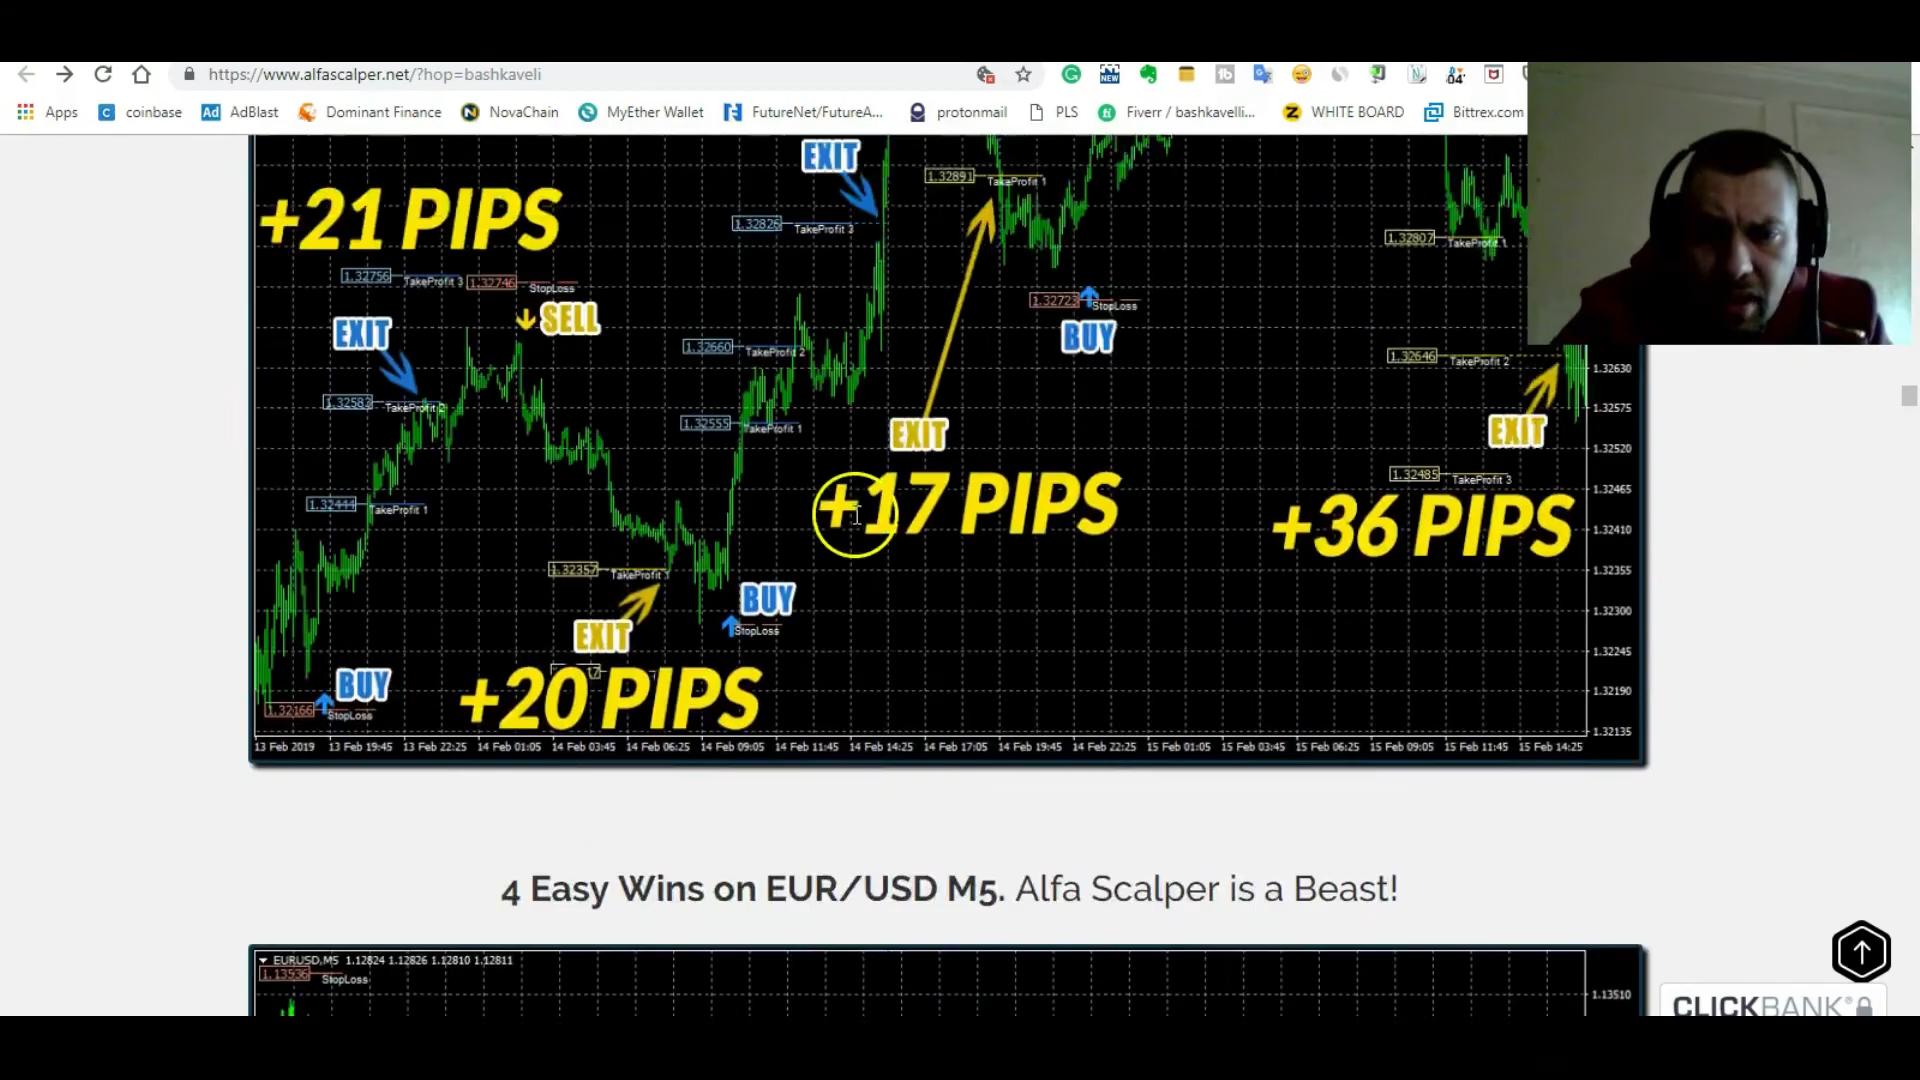 https://www.alfascalper.net/?hop=bashkaveli
NEW
Apps
coinbase
Ad AdBlast
Dominant Finance
NovaChain
MyEther Wallet
FutureNet/FutureA...
protonmail
PLS
Fiverr / bashkavelli...
WHITE BOARD
Bittrex.com
EXIT
1.32891 TakeProfit 1
+21 PIPS
1.32826 TakeProfit 3
1.32807 TakeProfit 1
1.32756 TakeProfit 3
1.32746 StopLoss
1.32723 StopLoss
SELL
EXIT
BUY
1.32660 TakeProfit 2
1.32646 TakeProfit 2
1.32630
1.32583 TakeProfit 2
1.32575
1.32555 TakeProfit 1
EXIT
EXIT
1.32520
1.32485 TakeProfit 3
1.32465
1.32444 TakeProfit 1
+17 PIPS
+36 PIPS
1.32410
1.32357 TakeProfit 1
1.32355
BUY
1.32300
StopLoss
EXIT
1.32245
BUY
+20 PIPS
1.32190
1.32166 StopLoss
1.32135
13 Feb 2019 13 Feb 19:45 13 Feb 22:25 14 Feb 01:05 14 Feb 03:45 14 Feb 06:25 14 Feb 09:05 14 Feb 11:45 14 Feb 14:25 14 Feb 17:05 14 Feb 19:45 14 Feb 22:25 15 Feb 01:05 15 Feb 03:45 15 Feb 06:25 15 Feb 09:05 15 Feb 11:45 15 Feb 14:25
4 Easy Wins on EUR/USD M5. Alfa Scalper is a Beast!
EURUSD,M5 1.12824 1.12826 1.12810 1.12811
1.13536 StopLoss
1.13510
CLICKBANK®